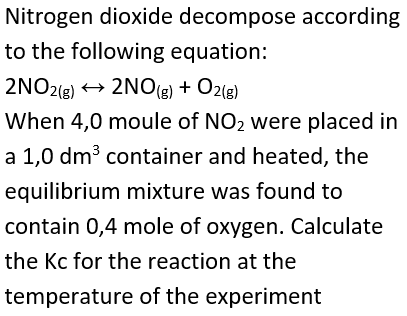 Nitrogen dioxide decompose according
to the following equation:
2NO₂(g) ↔ 2NO(g) + O₂(g)
When 4,0 moule of NO₂ were placed in
a 1,0 dm³ container and heated, the
equilibrium mixture was found to
contain 0,4 mole of oxygen. Calculate
the Kc for the reaction at the
temperature of the experiment